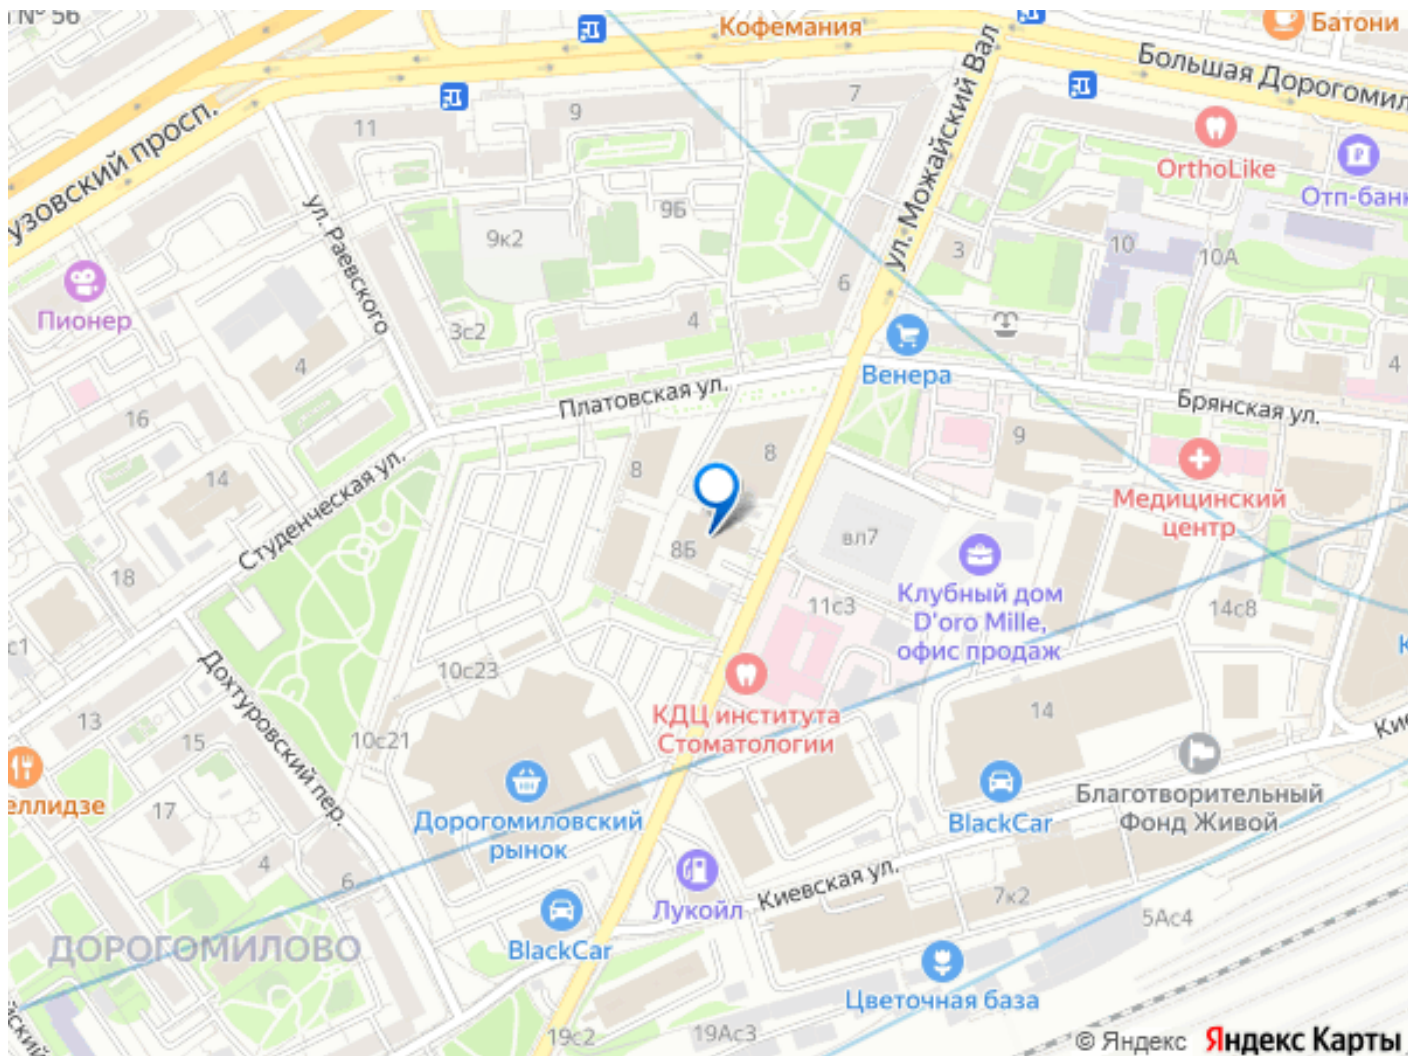 № 56
Кофемания
Батони
Большая Дорогомил
узовский просп.
11
9
7
ул. Можайский Вал
OrthoLike
Отп-банк
ул. Раевского
9к2
9Б
3
10
10А
Пионер
3с2
4
6
4
Венера
4
16
Платовская ул.
Брянская ул.
14
8
8
9
Медицинский
центр
Студенческая ул.
18
8Б
вл7
Клубный дом
D'oro Mille,
офис продаж
11с3
14с8
с1
Дохтуровский пер.
10с23
КДЦ института
Стоматологии
14
13
15
10с21
Кие
еллидзе
17
Дорогомиловский
рынок
BlackCar
Благотворительный
Фонд Живой
4
6
Лукойл
Киевская ул.
7к2
5Ас4
ДОРОГОМИЛОВО
BlackCar
Цветочная база
19с2
19Ас3
© Яндекс Яндекс Карты